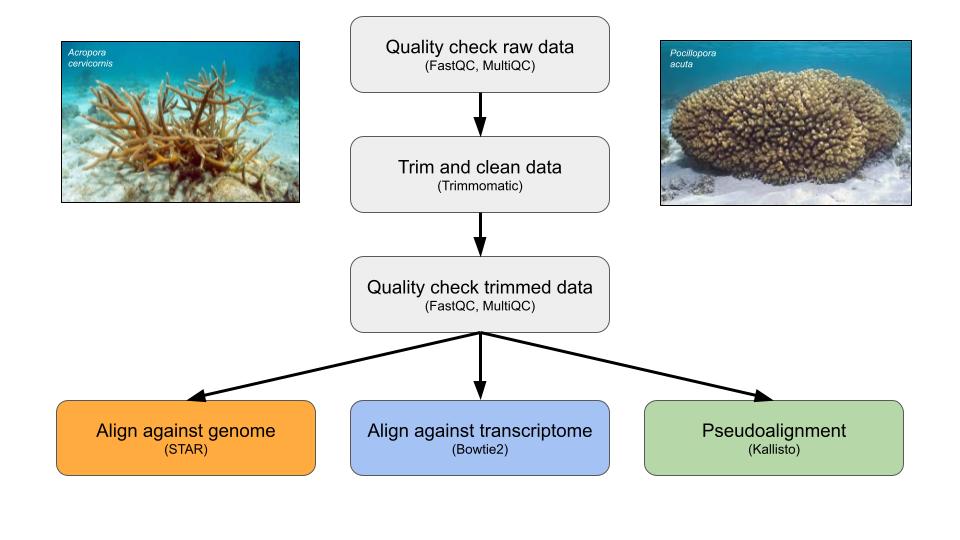 Acropora
cervicornis
Quality check raw data
(FastQC, MultiQC)
Pocillopora
acuta
Trim and clean data
(Trimmomatic)
Quality check trimmed data
(FastQC, MultiQC)
Align against genome
(STAR)
Align against transcriptome
(Bowtie2)
Pseudoalignment
(Kallisto)